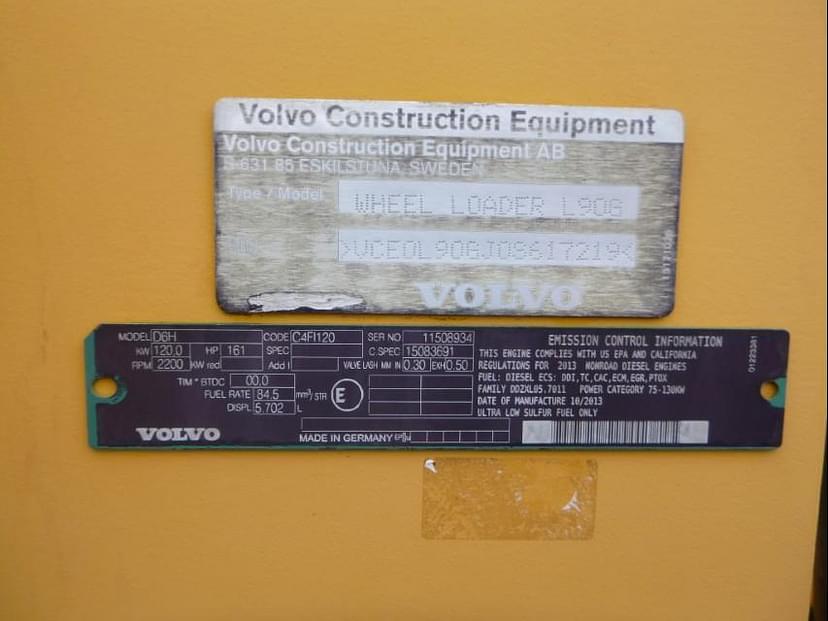 Volvo Construction Equipment
Volvo Construction Equipment AB
S-631 85 ESKILSTUNA, SWEDEN
Type / Model WHEEL LOADER L90G
>VCE0L90GJ08617219<
VOLVO
MODEL D6H CODE C4FI120 SER NO 11508934
KW 120.0 HP 161 SPEC C.SPEC 15083691
RPM 2200 KW red Add I VALVE LASH MM IN 0.30 EXH 0.50
TIM ° BTDC 00.0
FUEL RATE 84.5 mm³/ STR
DISPL 5.702 L
E
VOLVO
MADE IN GERMANY
EMISSION CONTROL INFORMATION
THIS ENGINE COMPLIES WITH US EPA AND CALIFORNIA
REGULATIONS FOR 2013 NONROAD DIESEL ENGINES
FUEL: DIESEL ECS: DDI,TC,CAC,ECM,EGR,PTOX
FAMILY DDZXL05.7011 POWER CATEGORY 75-130KW
DATE OF MANUFACTURE 10/2013
ULTRA LOW SULFUR FUEL ONLY
01223381